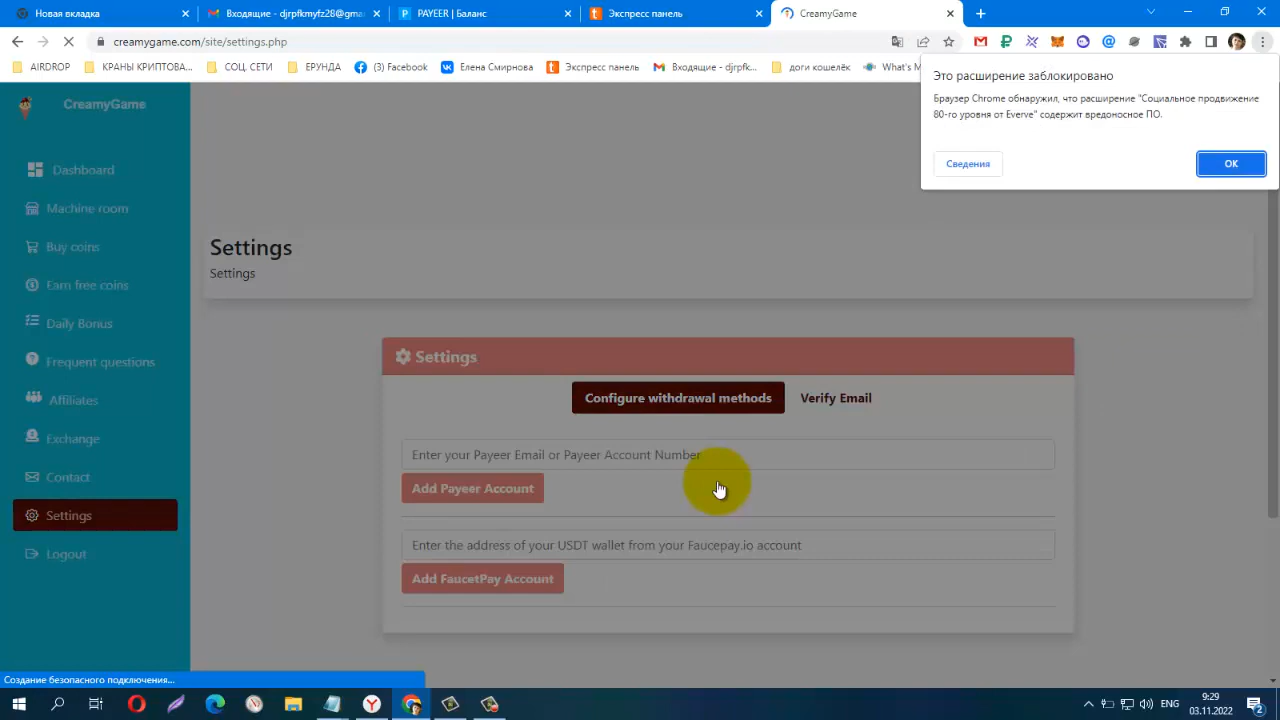 Новая вкладка
Входящие - djrpfkmyfz28@gma
PAYEER | Баланс
Экспресс панель
CreamyGame
creamygame.com/site/settings.php
AIRDROP
КРАНЫ КРИПТОВА...
СОЦ. СЕТИ
ЕРУНДА
(3) Facebook
Елена Смирнова
Экспресс панель
Входящие - djrpfk...
доги кошелёк
What's M
Это расширение заблокировано
Браузер Chrome обнаружил, что расширение "Социальное продвижение
80-го уровня от Everve" содержит вредоносное ПО.
Сведения
ОК
CreamyGame
Dashboard
Machine room
Buy coins
Earn free coins
Daily Bonus
Frequent questions
Affiliates
Exchange
Contact
Settings
Logout
Settings
Settings
Settings
Configure withdrawal methods
Verify Email
Enter your Payeer Email or Payeer Account Number
Add Payeer Account
Enter the address of your USDT wallet from your Faucepay.io account
Add FaucetPay Account
Создание безопасного подключения...
ENG
9:29
03.11.2022
2